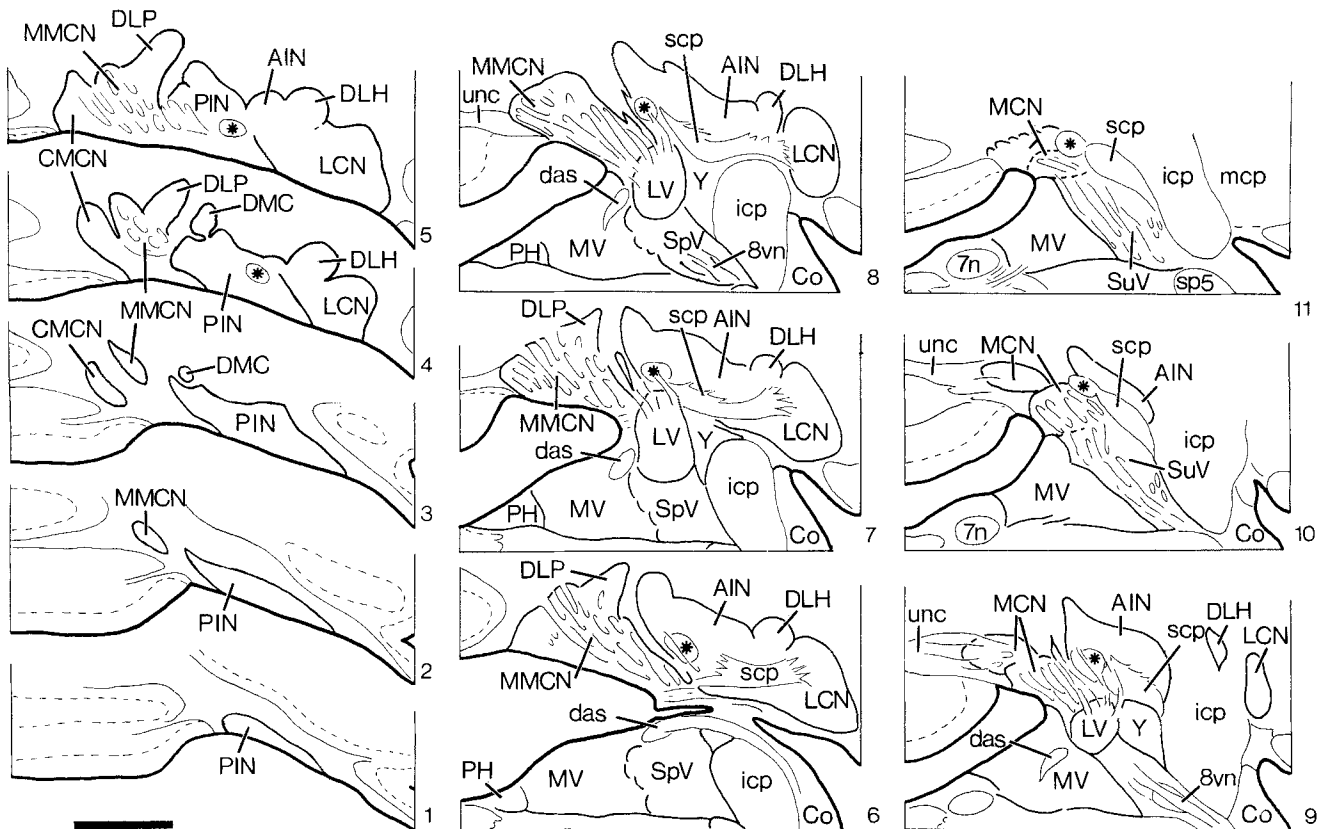 DLP
MMCN
AIN
PIN
DLH
*
LCN
CMCN
5
DLP
DMC
DLH
*
MMCN
PIN
LCN
4
CMCN
DMC
PIN
3
MMCN
PIN
2
PIN
1
scp
MMCN
AIN
DLH
unc
*
LCN
das
LV
Y
icp
PH
MV
SpV
8vn
Co
8
DLP
scp
AIN
DLH
*
MMCN
LV
Y
LCN
das
icp
PH
MV
SpV
Co
7
DLP
AIN
DLH
*
MMCN
scp
LCN
das
PH
MV
SpV
icp
Co
6
MCN
scp
*
icp
mcp
MV
7n
SuV
sp5
11
unc
MCN
scp
*
AIN
icp
SuV
MV
7n
Co
10
unc
MCN
AIN
DLH
LCN
scp
*
LV
Y
icp
das
MV
8vn
Co
9